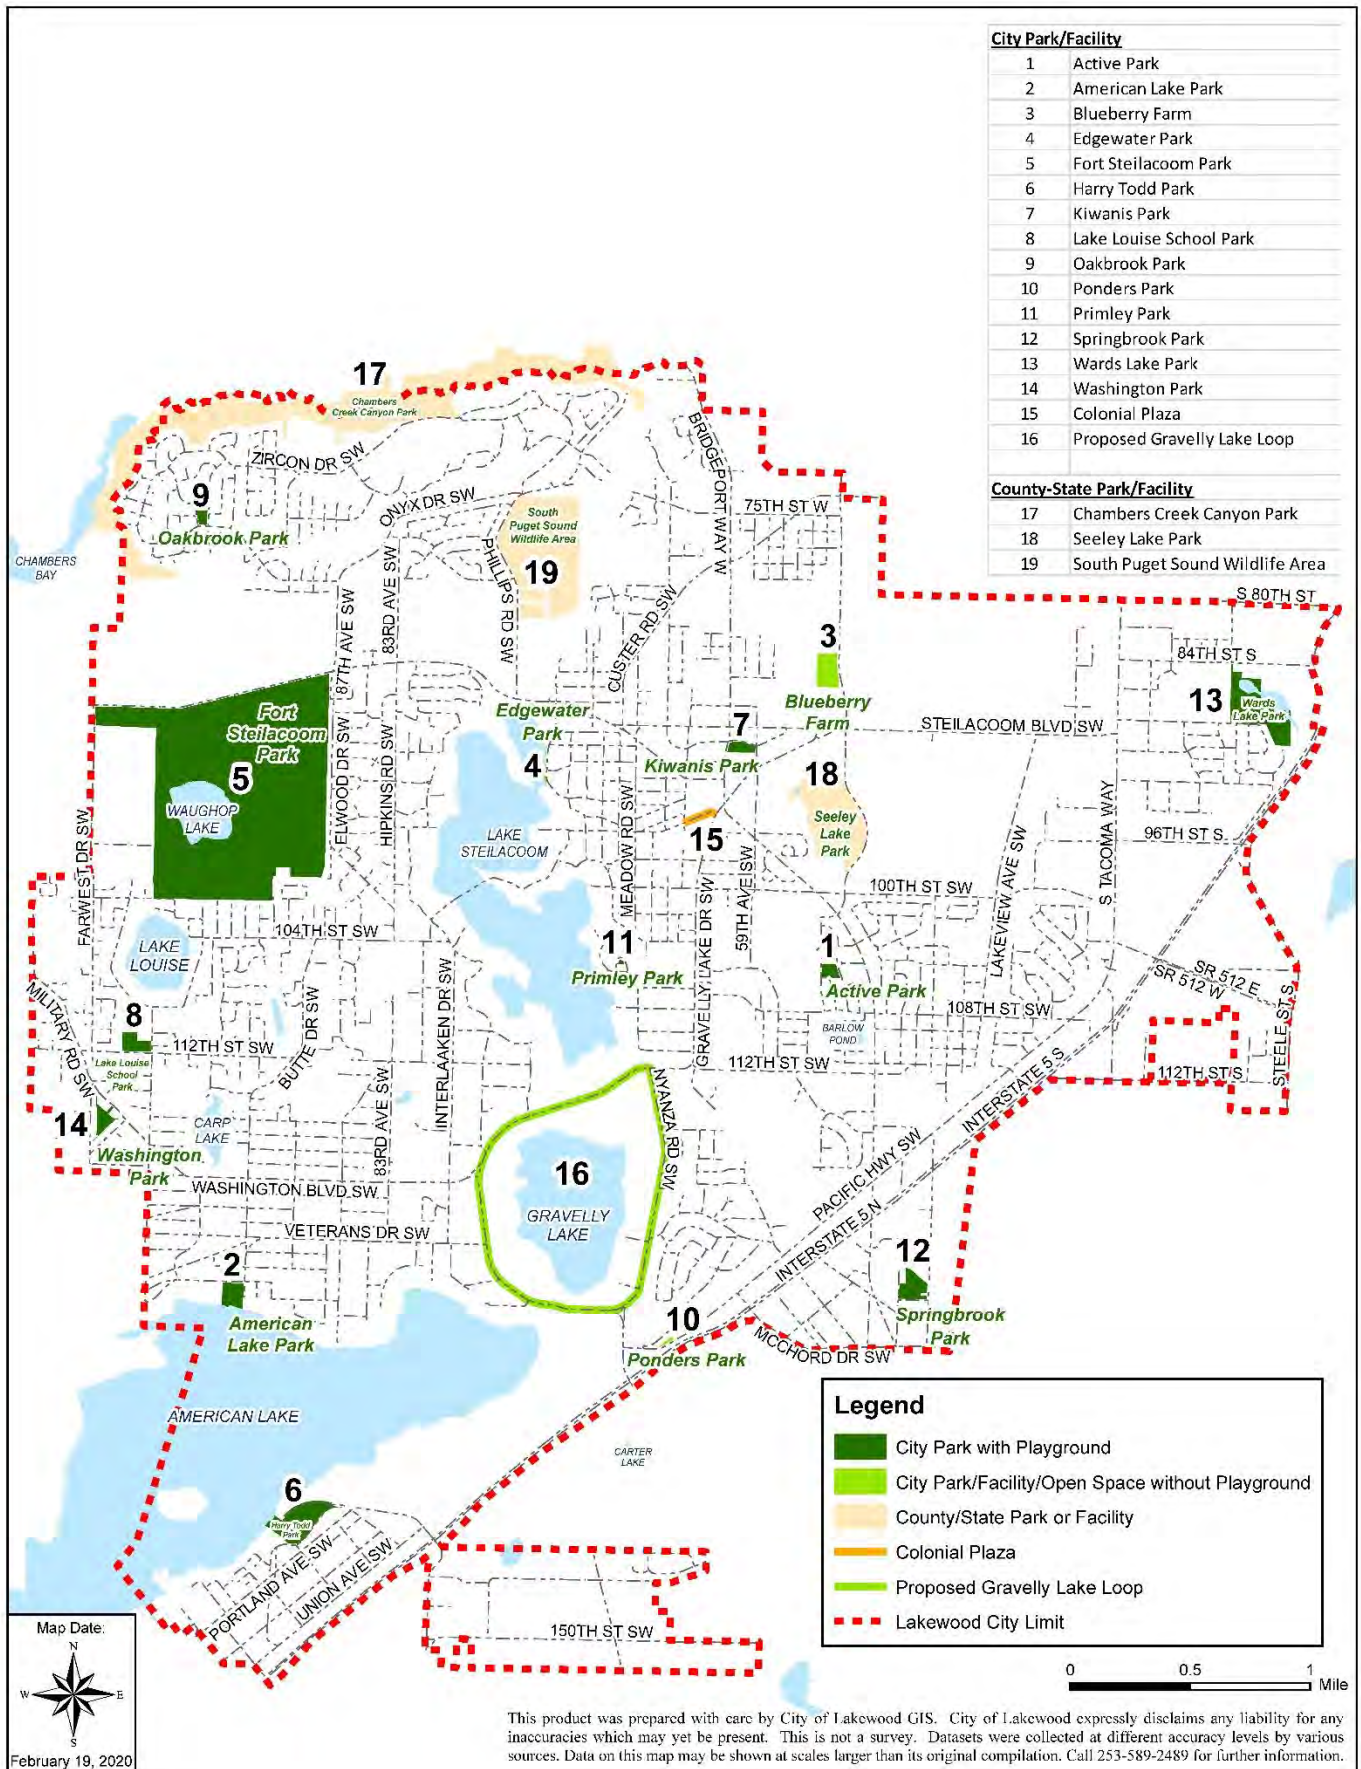 City Park/Facility
1 Active Park
2 American Lake Park
3 Blueberry Farm
4 Edgewater Park
5 Fort Steilacoom Park
6 Harry Todd Park
7 Kiwanis Park
8 Lake Louise School Park
9 Oakbrook Park
10 Ponders Park
11 Primley Park
12 Springbrook Park
13 Wards Lake Park
14 Washington Park
15 Colonial Plaza
16 Proposed Gravelly Lake Loop
County-State Park/Facility
17 Chambers Creek Canyon Park
18 Seeley Lake Park
19 South Puget Sound Wildlife Area
17
Chambers
Creek Canyon Park
ZIRCON DR SW
BRIDGEPORT WAY W
9
ONYX DR SW
75TH ST W
Oakbrook Park
South
Puget Sound
Wildlife Area
19
CHAMBERS
BAY
PHILLIPS RD SW
87TH AVE SW
83RD AVE SW
CUSTER RD SW
S 80TH ST
3
Blueberry
Farm
84TH ST S
13
Wards
Lake Park
Fort
Steilacoom
Park
5
WAUGHOP
LAKE
Edgewater
Park
4
7
Kiwanis Park
STEILACOOM BLVD SW
18
Seeley
Lake
Park
ELWOOD DR SW
HIPKINS RD SW
LAKE
STEILACOOM
MEADOW RD SW
15
FARWEST DR SW
96TH ST S
S TACOMA WAY
LAKEVIEW AVE SW
100TH ST SW
59TH AVE SW
GRAVELLY LAKE DR SW
104TH ST SW
LAKE
LOUISE
11
Primley Park
1
Active Park
SR 512 E
SR 512 W
MILITARY RD SW
INTERLAAKEN DR SW
BUTTE DR SW
108TH ST SW
BARLOW
POND
8
Lake Louise
School
Park
112TH ST SW
112TH ST SW
112TH ST S
STEELE ST S
INTERSTATE 5 S
NYANZA RD SW
14
Washington
Park
CARP
LAKE
83RD AVE SW
16
GRAVELLY
LAKE
PACIFIC HWY SW
WASHINGTON BLVD SW
VETERANS DR SW
INTERSTATE 5 N
2
American
Lake Park
12
Springbrook
Park
10
Ponders Park
MCCHORD DR SW
AMERICAN LAKE
CARTER
LAKE
6
Harry Todd
Park
PORTLAND AVE SW
UNION AVE SW
150TH ST SW
Legend
City Park with Playground
City Park/Facility/Open Space without Playground
County/State Park or Facility
Colonial Plaza
Proposed Gravelly Lake Loop
Lakewood City Limit
Map Date:
N
W E
S
February 19, 2020
0 0.5 1
Mile
This product was prepared with care by City of Lakewood GIS. City of Lakewood expressly disclaims any liability for any
inaccuracies which may yet be present. This is not a survey. Datasets were collected at different accuracy levels by various
sources. Data on this map may be shown at scales larger than its original compilation. Call 253-589-2489 for further information.